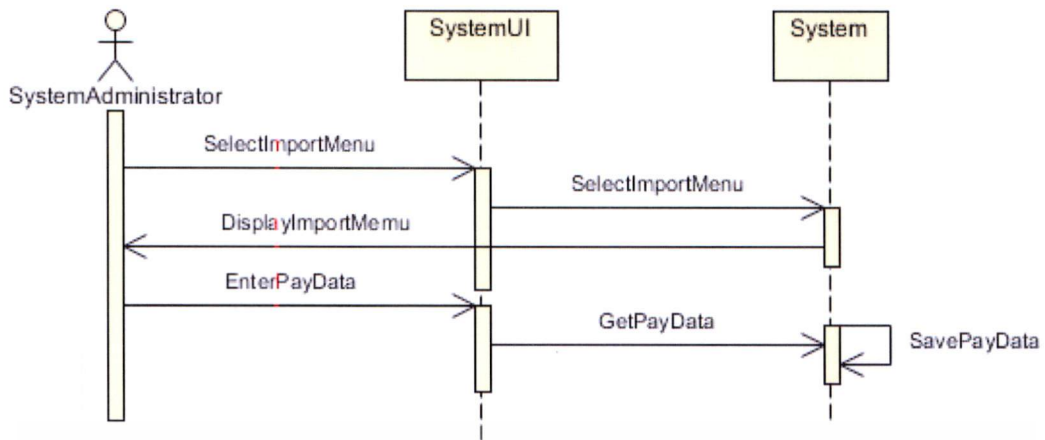 SystemUI
System
SystemAdministrator
SelectImportMenu
SelectImportMenu
DisplayImportMemu
EnterPayData
GetPayData
SavePayData